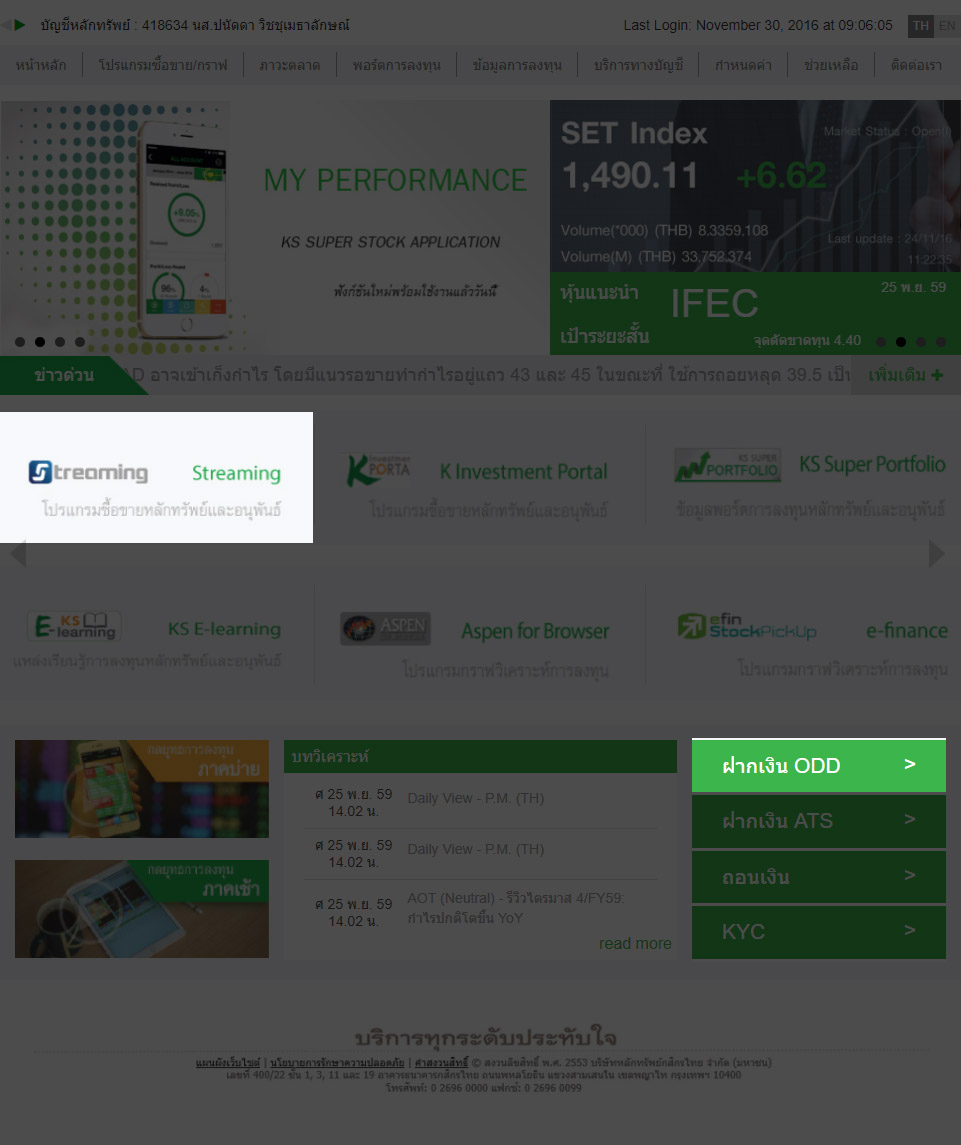 บัญชีหลักทรัพย์ : 418634 นส.ปนัดดา วิชชุเมธาลักษณ์
Last Login: November 30, 2016 at 09:06:05
TH EN
หน้าหลัก
โปรแกรมซื้อขาย/กราฟ
ภาวะตลาด
พอร์ตการลงทุน
ข้อมูลการลงทุน
บริการทางบัญชี
กำหนดค่า
ช่วยเหลือ
ติดต่อเรา
MY PERFORMANCE
KS SUPER STOCK APPLICATION
ฟังก์ชันใหม่พร้อมใช้งานแล้ววันนี้
SET Index
Market Status : Open(I)
1,490.11 +6.62
Volume('000) (THB) 8,3359.108
Last update : 24/11/16
Volume(M) (THB) 33,752.374
11:22:35
หุ้นแนะนำ
IFEC
25 พ.ย. 59
เป้าระยะสั้น
จุดตัดขาดทุน 4.40
ข่าวด่วน
AD อาจเข้าเก็งกำไร โดยมีแนวรอขายทำกำไรอยู่แถว 43 และ 45 ในขณะที่ ใช้การถอยหลุด 39.5 เป็น
เพิ่มเติม +
Streaming
Streaming
โปรแกรมซื้อขายหลักทรัพย์และอนุพันธ์
Investment
K PORTA
K Investment Portal
โปรแกรมซื้อขายหลักทรัพย์และอนุพันธ์
KS SUPER
PORTFOLIO
KS Super Portfolio
ข้อมูลพอร์ตการลงทุนหลักทรัพย์และอนุพันธ์
KS
E-learning
KS E-learning
แหล่งเรียนรู้การลงทุนหลักทรัพย์และอนุพันธ์
ASPEN
Aspen for Browser
โปรแกรมกราฟวิเคราะห์การลงทุน
efin
StockPickUp
e-finance
โปรแกรมกราฟวิเคราะห์การลงทุน
กลยุทธการลงทุน
ภาคบ่าย
กลยุทธการลงทุน
ภาคเช้า
บทวิเคราะห์
ศ 25 พ.ย. 59
14.02 น.
Daily View - P.M. (TH)
ศ 25 พ.ย. 59
14.02 น.
Daily View - P.M. (TH)
ศ 25 พ.ย. 59
14.02 น.
AOT (Neutral) - รีวิวไตรมาส 4/FY59:
กำไรปกติโตขึ้น YoY
read more
ฝากเงิน ODD >
ฝากเงิน ATS >
ถอนเงิน >
KYC >
บริการทุกระดับประทับใจ
แผนผังเว็บไซต์ | นโยบายการรักษาความปลอดภัย | คำสงวนสิทธิ์ © สงวนลิขสิทธิ์ พ.ศ. 2553 บริษัทหลักทรัพย์กสิกรไทย จำกัด (มหาชน)
เลขที่ 400/22 ชั้น 1, 3, 11 และ 19 อาคารธนาคารกสิกรไทย ถนนพหลโยธิน แขวงสามเสนใน เขตพญาไท กรุงเทพฯ 10400
โทรศัพท์: 0 2696 0000 แฟกซ์: 0 2696 0099